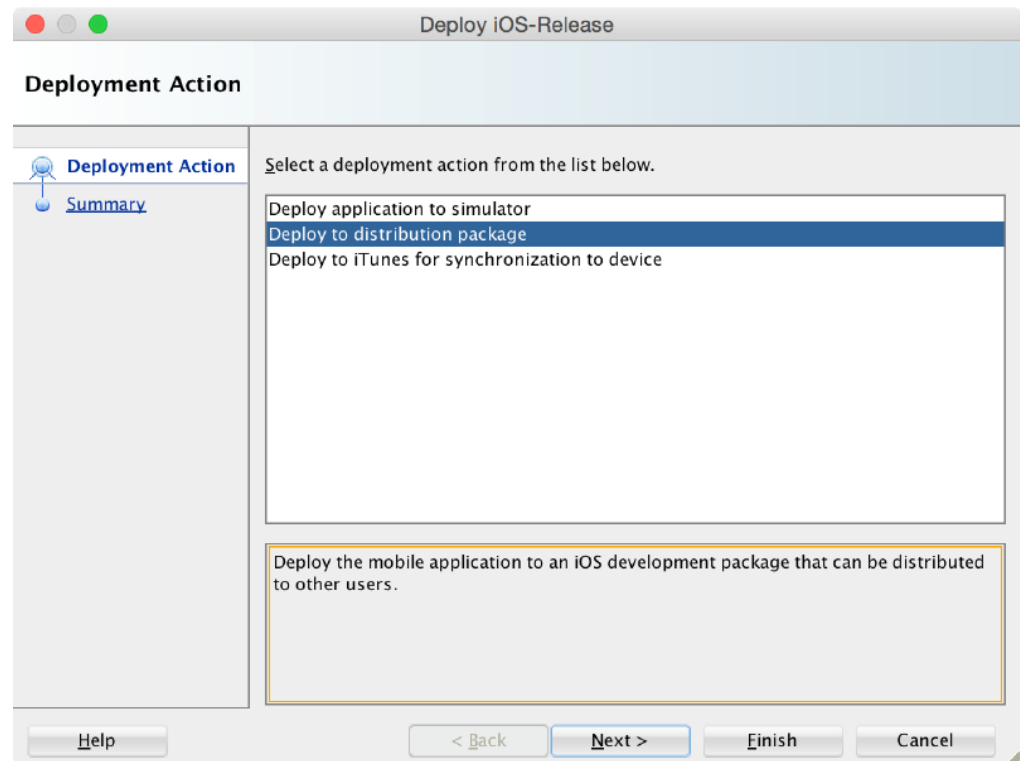 Deploy iOS-Release
Deployment Action
Deployment Action
Summary
Select a deployment action from the list below.
Deploy application to simulator
Deploy to distribution package
Deploy to iTunes for synchronization to device
Deploy the mobile application to an iOS development package that can be distributed
to other users.
Help
< Back
Next >
Finish
Cancel